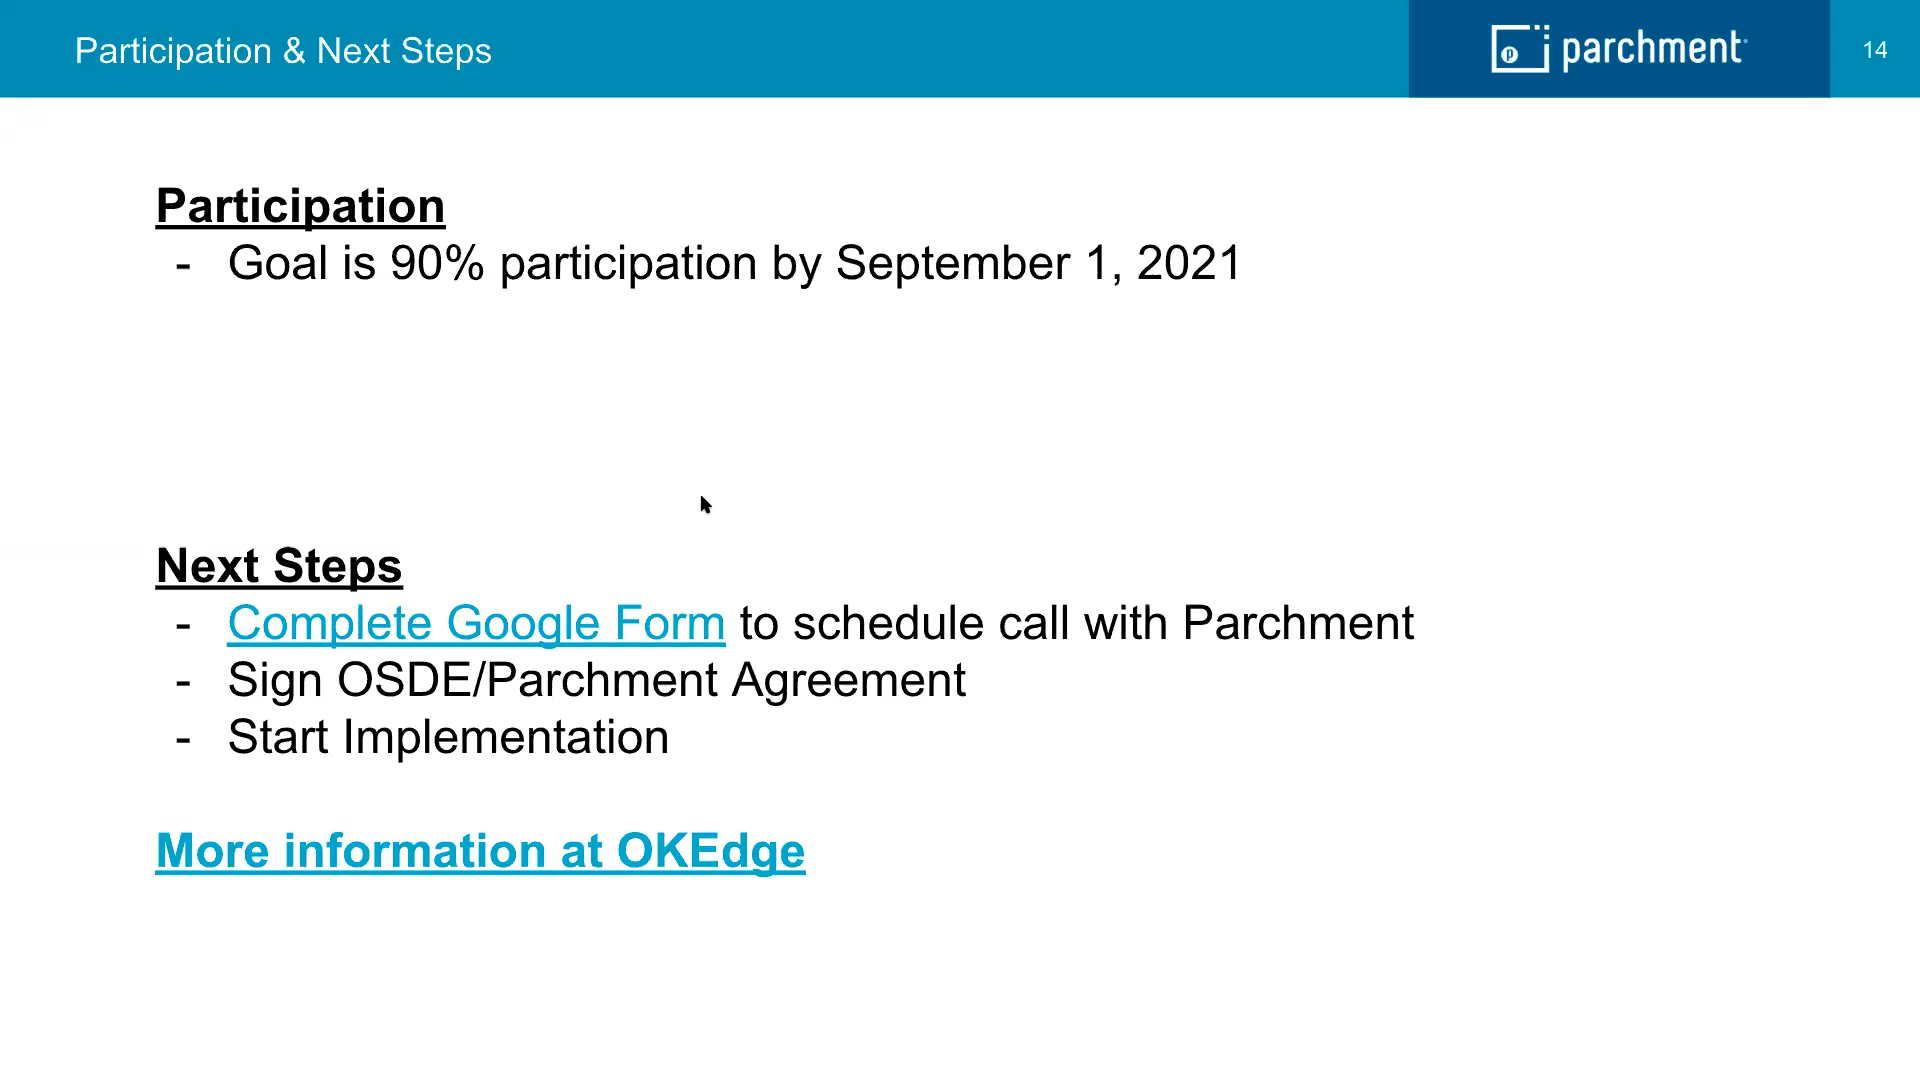 Participation & Next Steps
parchment
14
Participation
- Goal is 90% participation by September 1, 2021
Next Steps
- Complete Google Form to schedule call with Parchment
- Sign OSDE/Parchment Agreement
- Start Implementation
More information at OKEdge